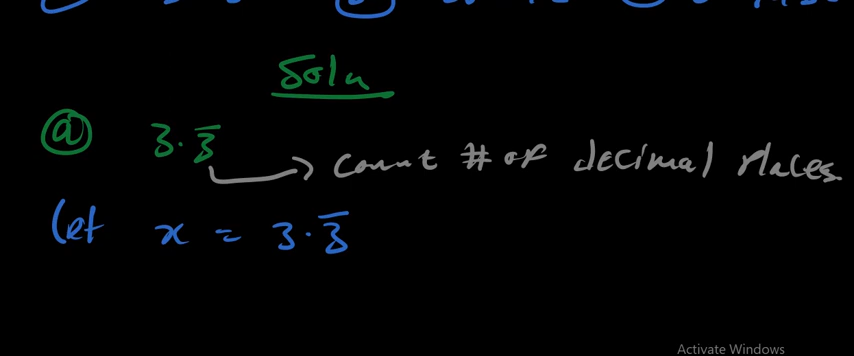 Soln
ⓐ 3.3̅ → Count # of decimal places
Let x = 3.3̅
Activate Windows